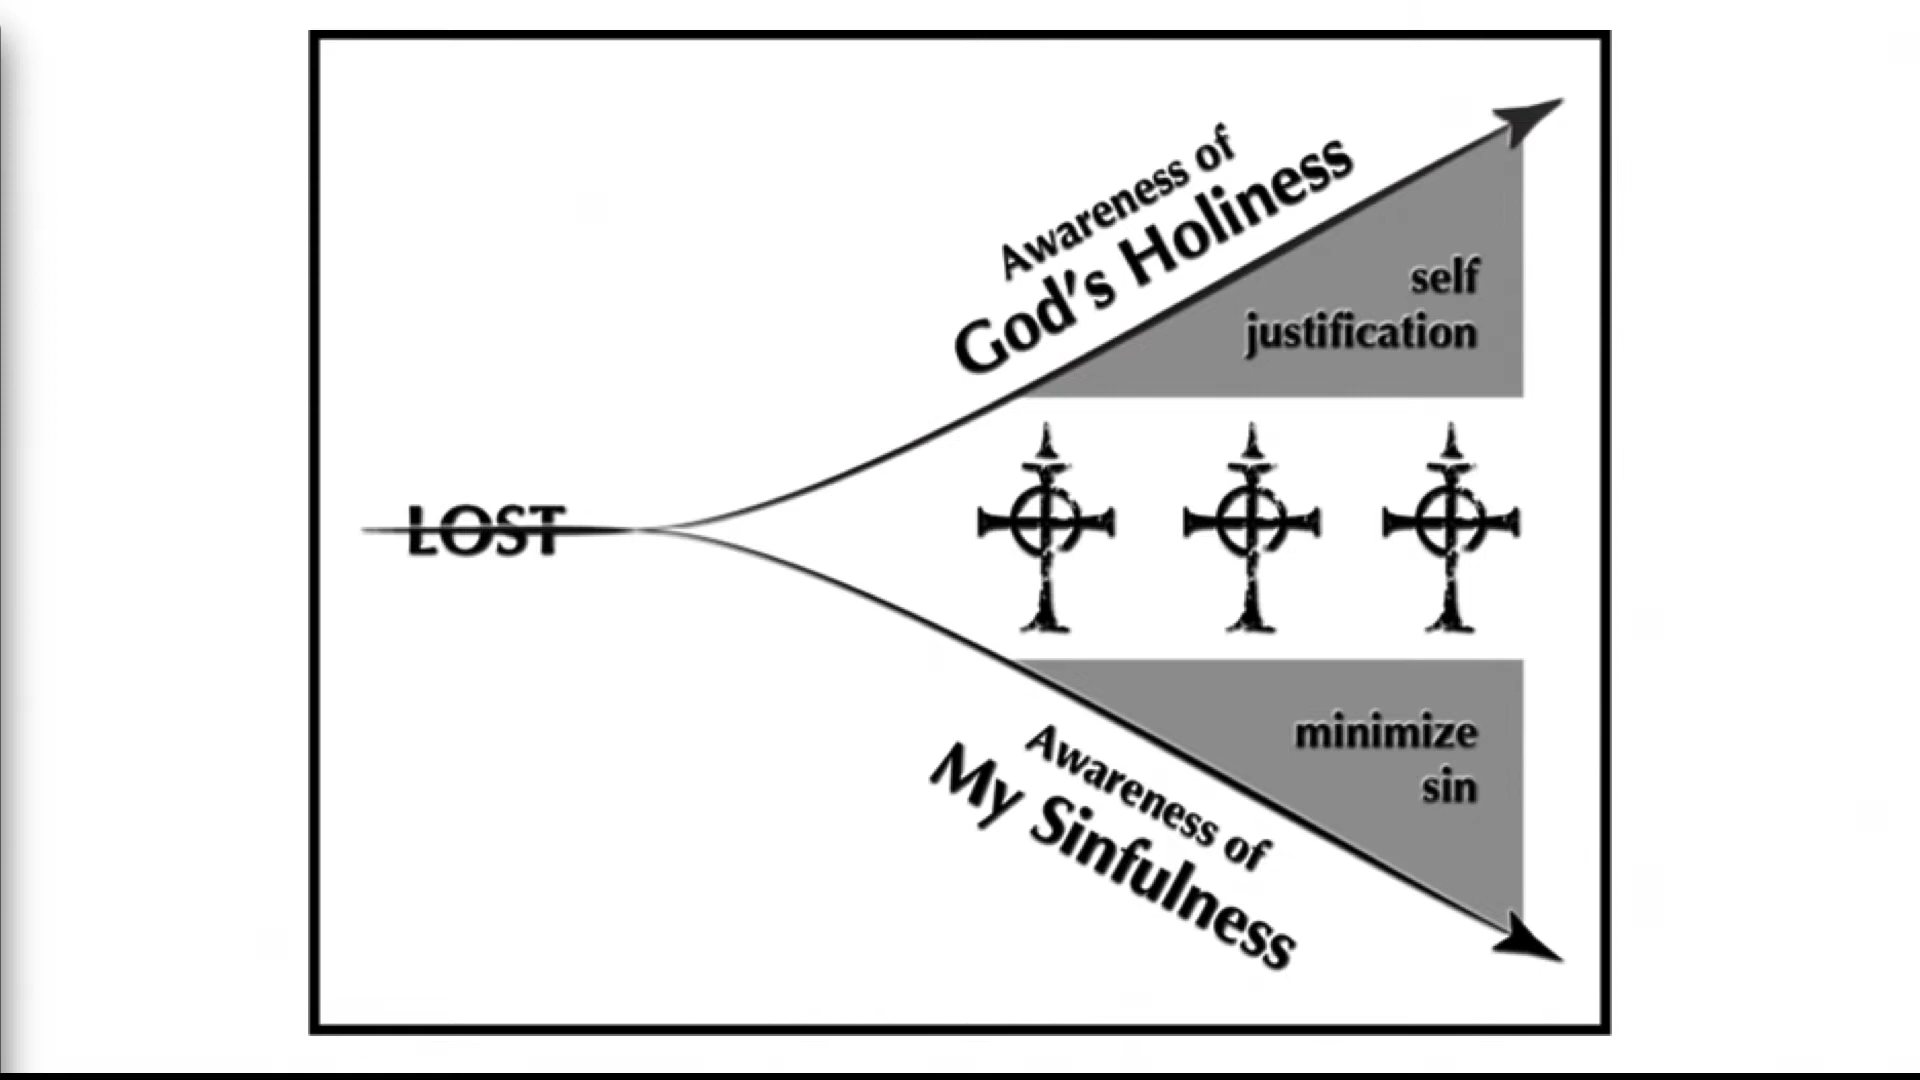 Awareness of
God's Holiness
self
justification
LOST
minimize
sin
Awareness of
My Sinfulness